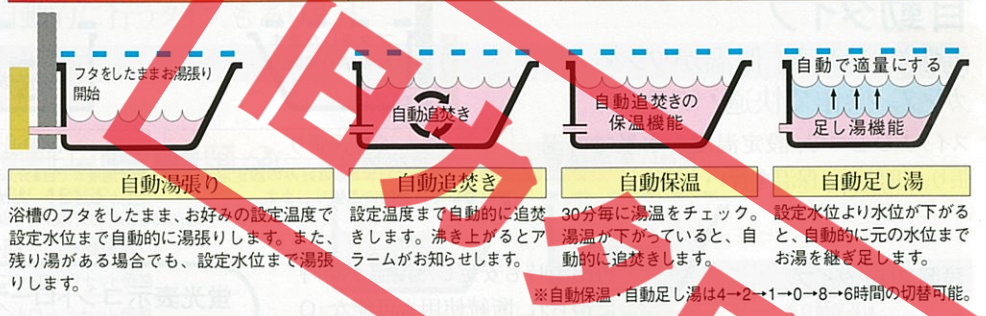 フタをしたままお湯張り
開始
自動湯張り
浴槽のフタをしたまま、お好みの設定温度で
設定水位まで自動的に湯張りします。また、
残り湯がある場合でも、設定水位まで湯張
りします。
自動追焚き
自動追焚き
設定温度まで自動的に追焚
きします。沸き上がるとア
ラームがお知らせします。
自動追焚きの
保温機能
自動保温
30分毎に湯温をチェック。
湯温が下がっていると、自
動的に追焚きします。
自動で適量にする
足し湯機能
自動足し湯
設定水位より水位が下がる
と、自動的に元の水位まで
お湯を継ぎ足します。
※自動保温・自動足し湯は4→2→1→0→8→6時間の切替可能。
旧タ